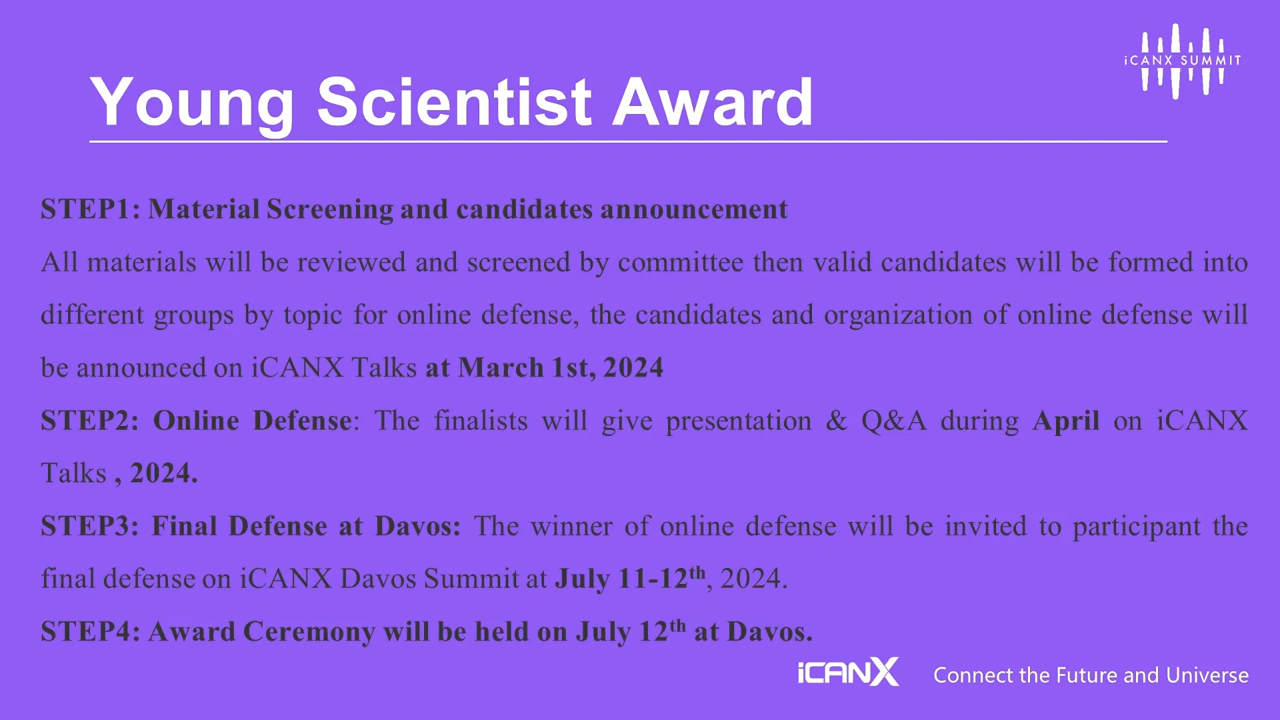 iCANX SUMMIT
Young Scientist Award
STEP1: Material Screening and candidates announcement
All materials will be reviewed and screened by committee then valid candidates will be formed into
different groups by topic for online defense, the candidates and organization of online defense will
be announced on iCANX Talks at March 1st, 2024
STEP2: Online Defense: The finalists will give presentation & Q&A during April on iCANX
Talks , 2024.
STEP3: Final Defense at Davos: The winner of online defense will be invited to participant the
final defense on iCANX Davos Summit at July 11-12th, 2024.
STEP4: Award Ceremony will be held on July 12th at Davos.
iCANX Connect the Future and Universe